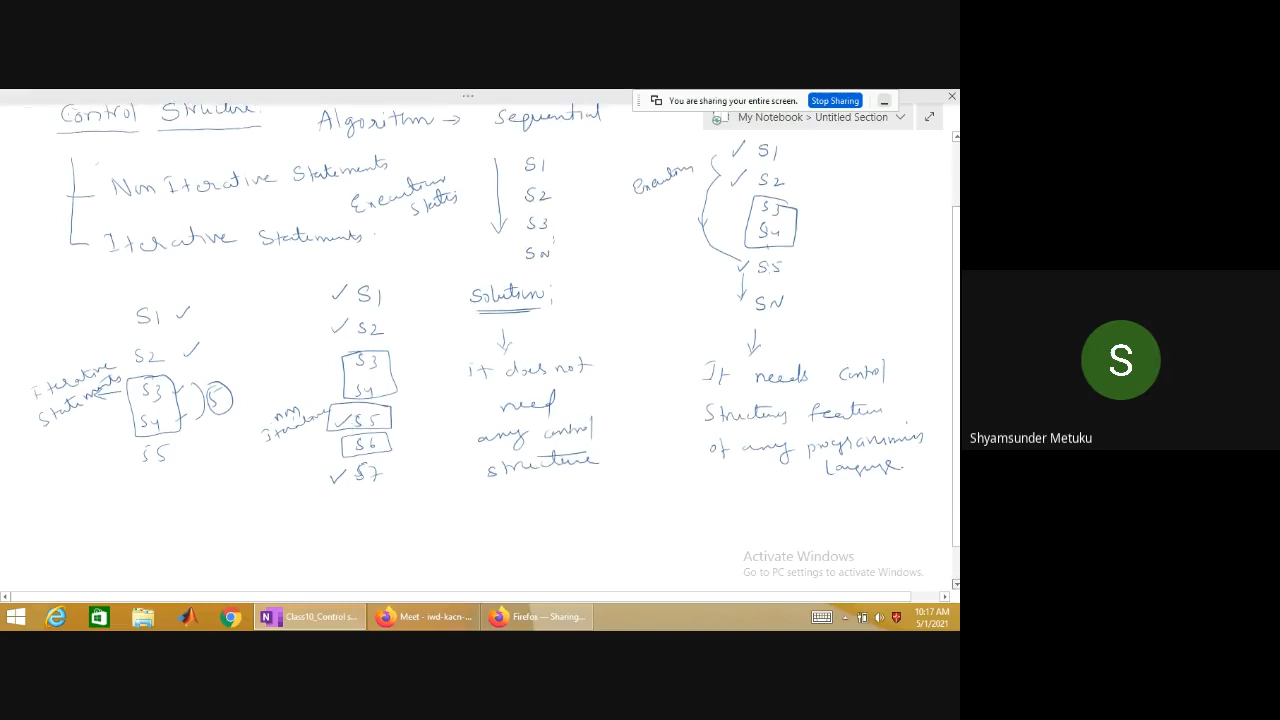 You are sharing your entire screen.
Stop Sharing
My Notebook > Untitled Section
Control Structure.
Algorithm → Sequential
Non Iterative Statements
Iterative Statements
Execution
States
S1
S2
S3
SN
Solution;
it does not
need
any control
structure
Execution
✓ S1
✓ S2
S3
S4
✓ S5
SN
It needs control
Structure feature
of any programming
Language.
S1 ✓
S2 ✓
Iterative
Statements
S3
S4
5
S5
✓ S1
✓ S2
S3
S4
non
Iterative
✓ S5
S6
✓ S7
Shyamsunder Metuku
S
Activate Windows
Go to PC settings to activate Windows.
Class10_Control s...
Meet - iwd-kacn-...
Firefox — Sharing...
10:17 AM
5/1/2021